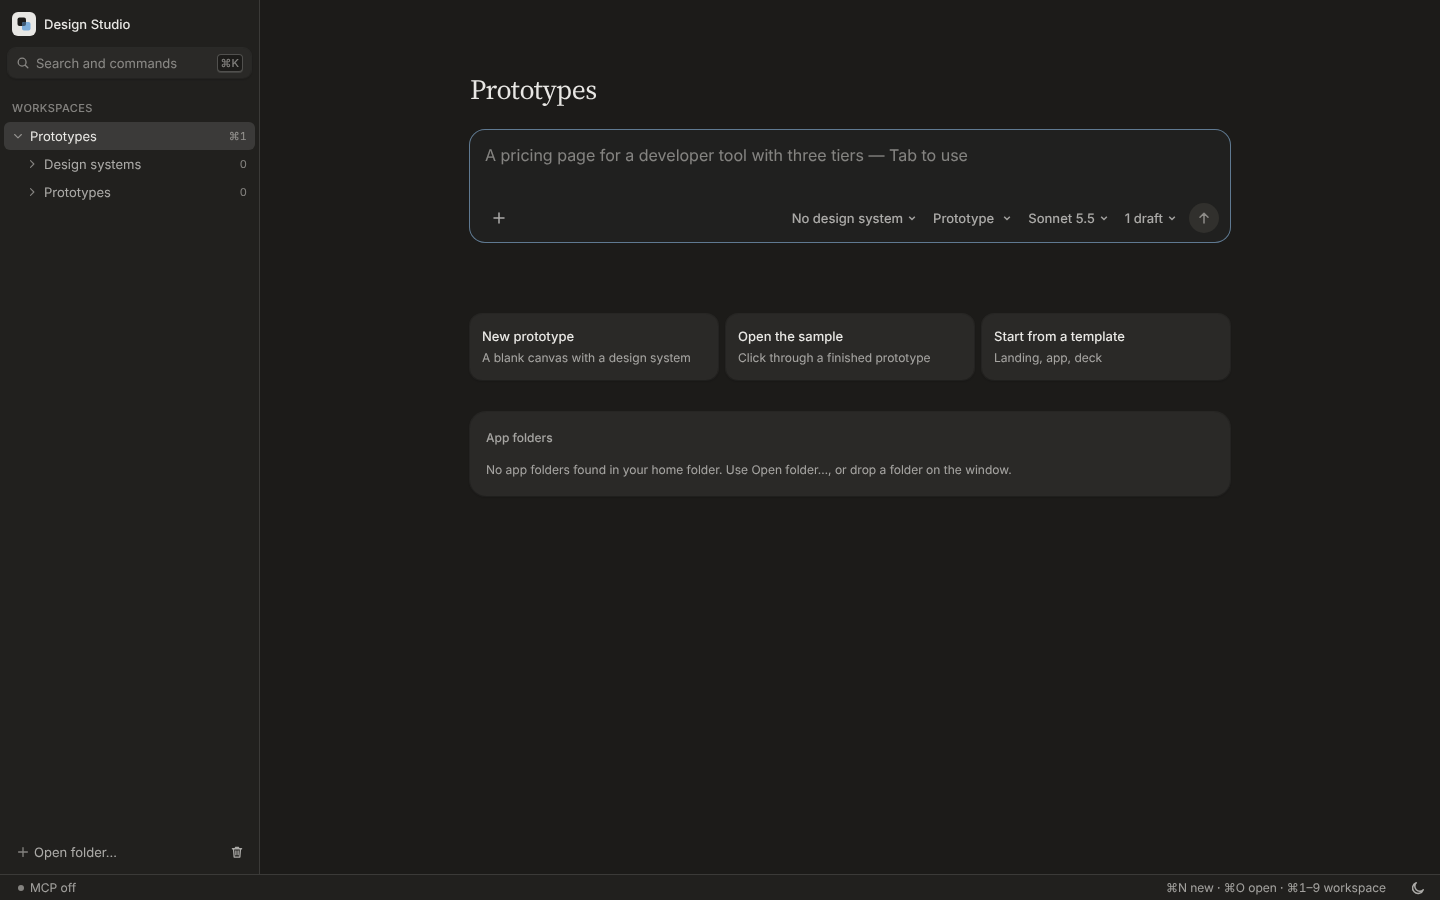 Design Studio
Search and commands ⌘K
WORKSPACES
Prototypes ⌘1
Design systems 0
Prototypes 0
Open folder...
MCP off
Prototypes
A pricing page for a developer tool with three tiers — Tab to use
No design system Prototype Sonnet 5.5 1 draft
New prototype
A blank canvas with a design system
Open the sample
Click through a finished prototype
Start from a template
Landing, app, deck
App folders
No app folders found in your home folder. Use Open folder..., or drop a folder on the window.
⌘N new · ⌘O open · ⌘1–9 workspace